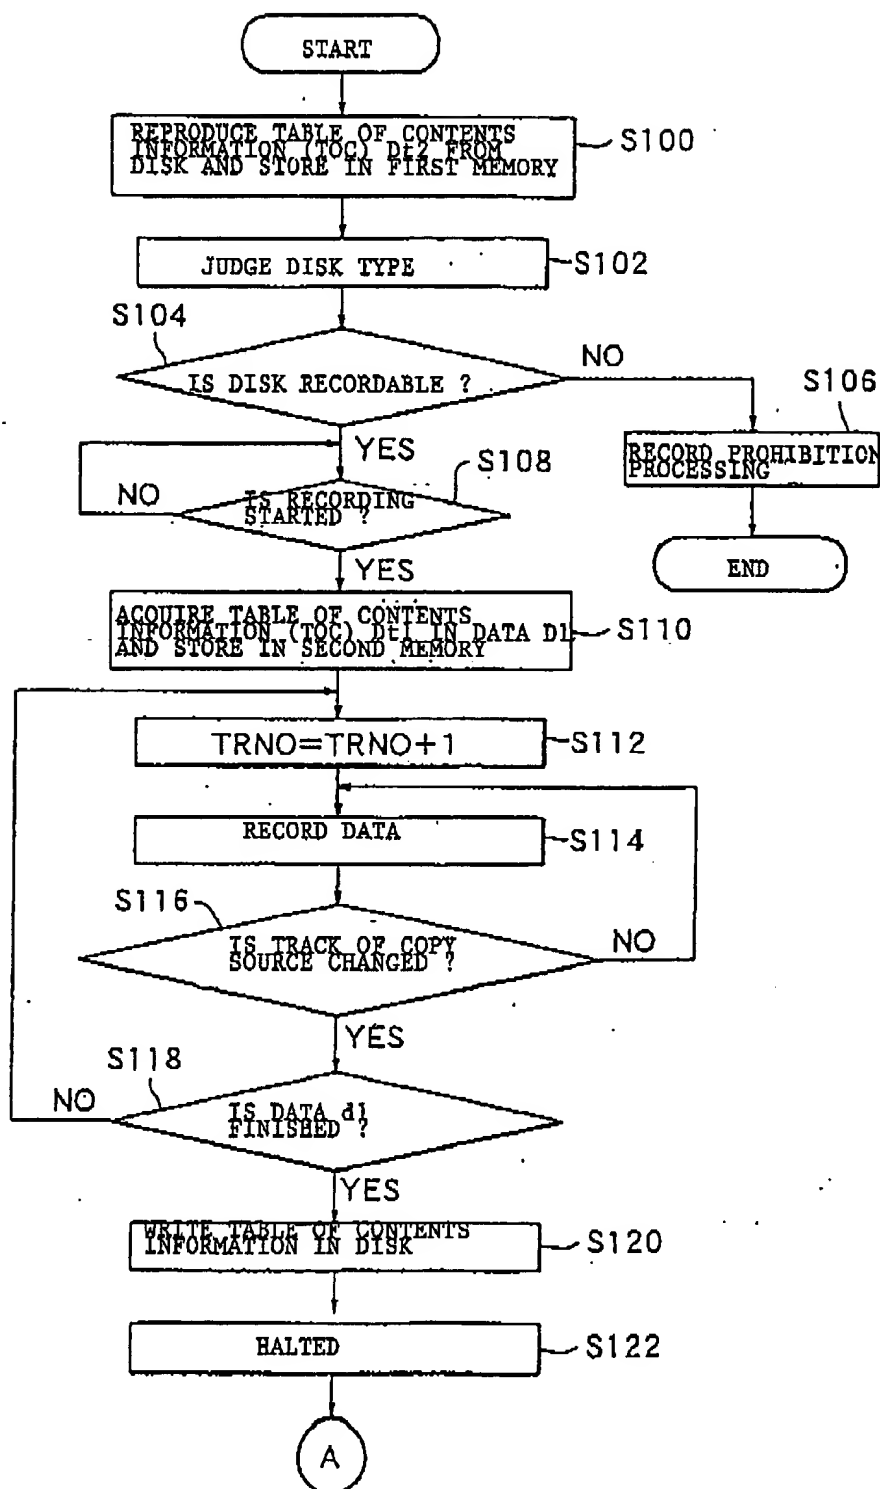 START
REPRODUCE TABLE OF CONTENTS
INFORMATION (TOC) Dt2 FROM
DISK AND STORE IN FIRST MEMORY
S100
JUDGE DISK TYPE
S102
S104
IS DISK RECORDABLE ?
NO
S106
YES
RECORD PROHIBITION
PROCESSING
S108
NO
IS RECORDING
STARTED ?
YES
END
ACQUIRE TABLE OF CONTENTS
INFORMATION (TOC) Dt1 IN DATA D1
AND STORE IN SECOND MEMORY
S110
TRNO=TRNO+1
S112
RECORD DATA
S114
S116
IS TRACK OF COPY
SOURCE CHANGED ?
NO
YES
S118
NO
IS DATA d1
FINISHED ?
YES
WRITE TABLE OF CONTENTS
INFORMATION IN DISK
S120
HALTED
S122
A